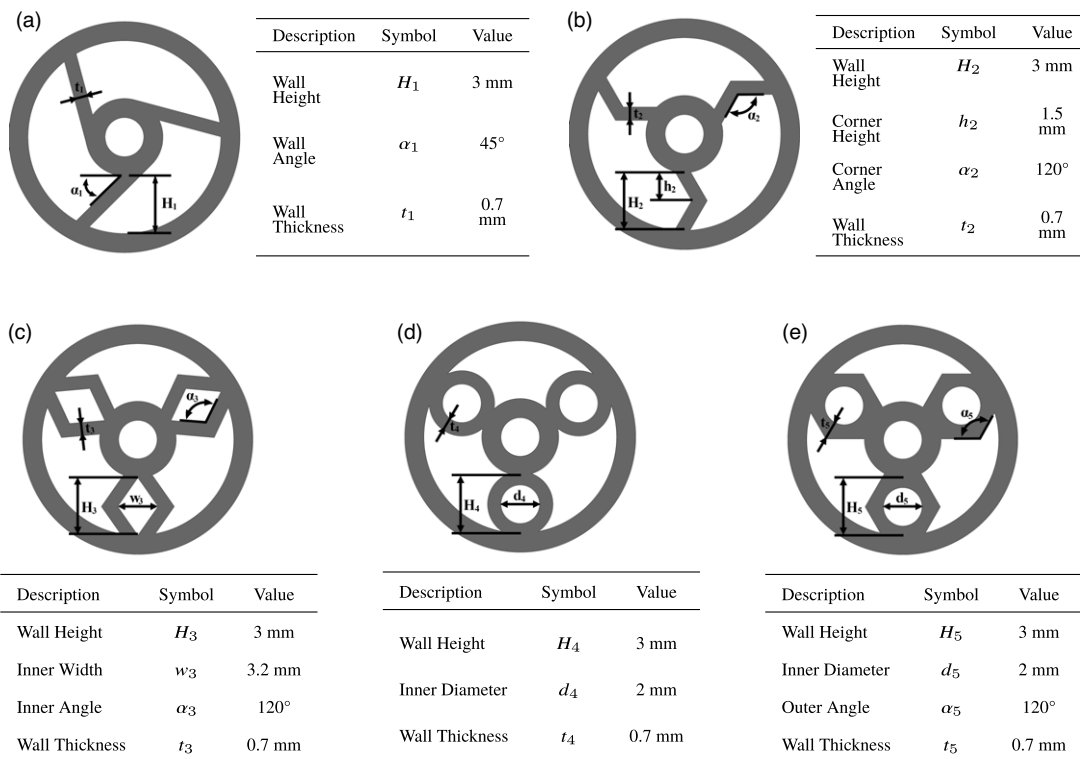 (a)
t₁
α₁
H₁
Description Symbol Value
Wall
Height
H₁ 3 mm
Wall
Angle
α₁ 45°
Wall
Thickness
t₁ 0.7
mm
(b)
t₂
α₂
h₂
H₂
Description Symbol Value
Wall
Height
H₂ 3 mm
Corner
Height
h₂ 1.5
mm
Corner
Angle
α₂ 120°
Wall
Thickness
t₂ 0.7
mm
(c)
α₃
t₃
H₃
w₃
Description Symbol Value
Wall Height H₃ 3 mm
Inner Width w₃ 3.2 mm
Inner Angle α₃ 120°
Wall Thickness t₃ 0.7 mm
(d)
t₄
H₄
d₄
Description Symbol Value
Wall Height H₄ 3 mm
Inner Diameter d₄ 2 mm
Wall Thickness t₄ 0.7 mm
(e)
t₅
α₅
H₅
d₅
Description Symbol Value
Wall Height H₅ 3 mm
Inner Diameter d₅ 2 mm
Outer Angle α₅ 120°
Wall Thickness t₅ 0.7 mm